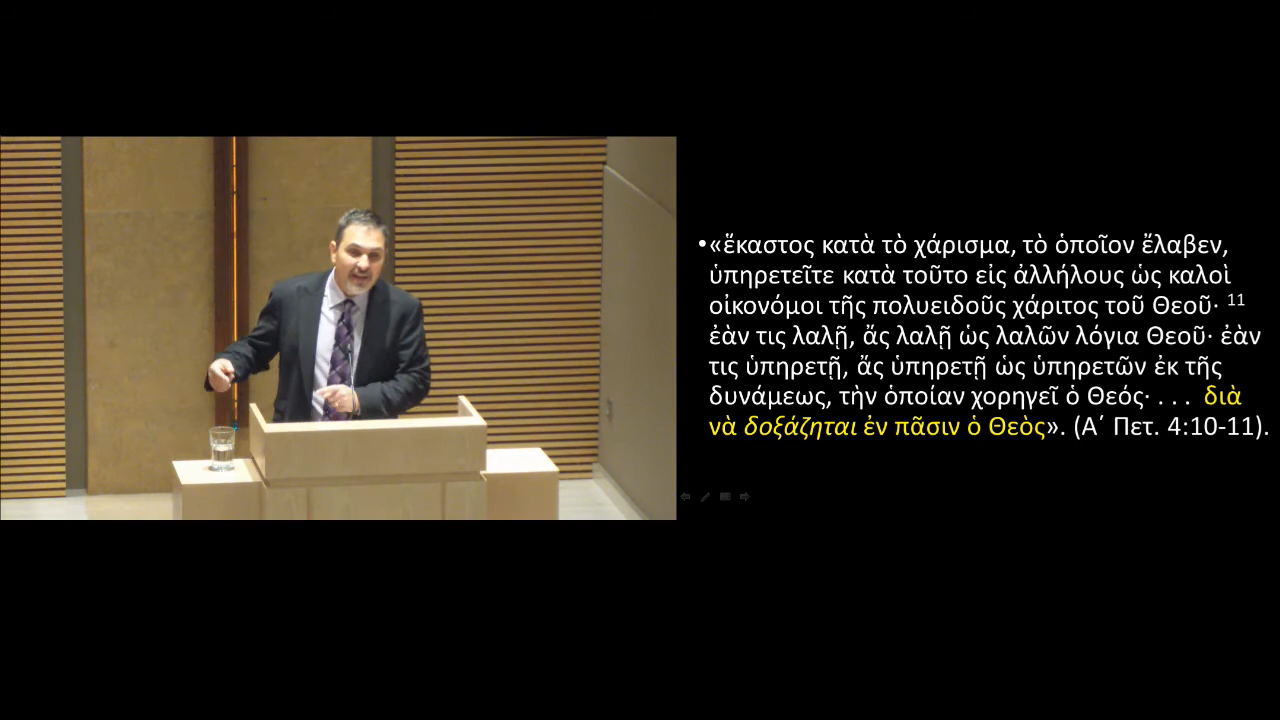 •«ἕκαστος κατὰ τὸ χάρισμα, τὸ ὁποῖον ἔλαβεν,
ὑπηρετεῖτε κατὰ τοῦτο εἰς ἀλλήλους ὡς καλοὶ
οἰκονόμοι τῆς πολυειδοῦς χάριτος τοῦ Θεοῦ· 11
ἐὰν τις λαλῇ, ἄς λαλῇ ὡς λαλῶν λόγια Θεοῦ· ἐὰν
τις ὑπηρετῇ, ἄς ὑπηρετῇ ὡς ὑπηρετῶν ἐκ τῆς
δυνάμεως, τὴν ὁποίαν χορηγεῖ ὁ Θεός· . . . διὰ
νὰ δοξάζηται ἐν πᾶσιν ὁ Θεὸς». (Α΄ Πετ. 4:10-11).